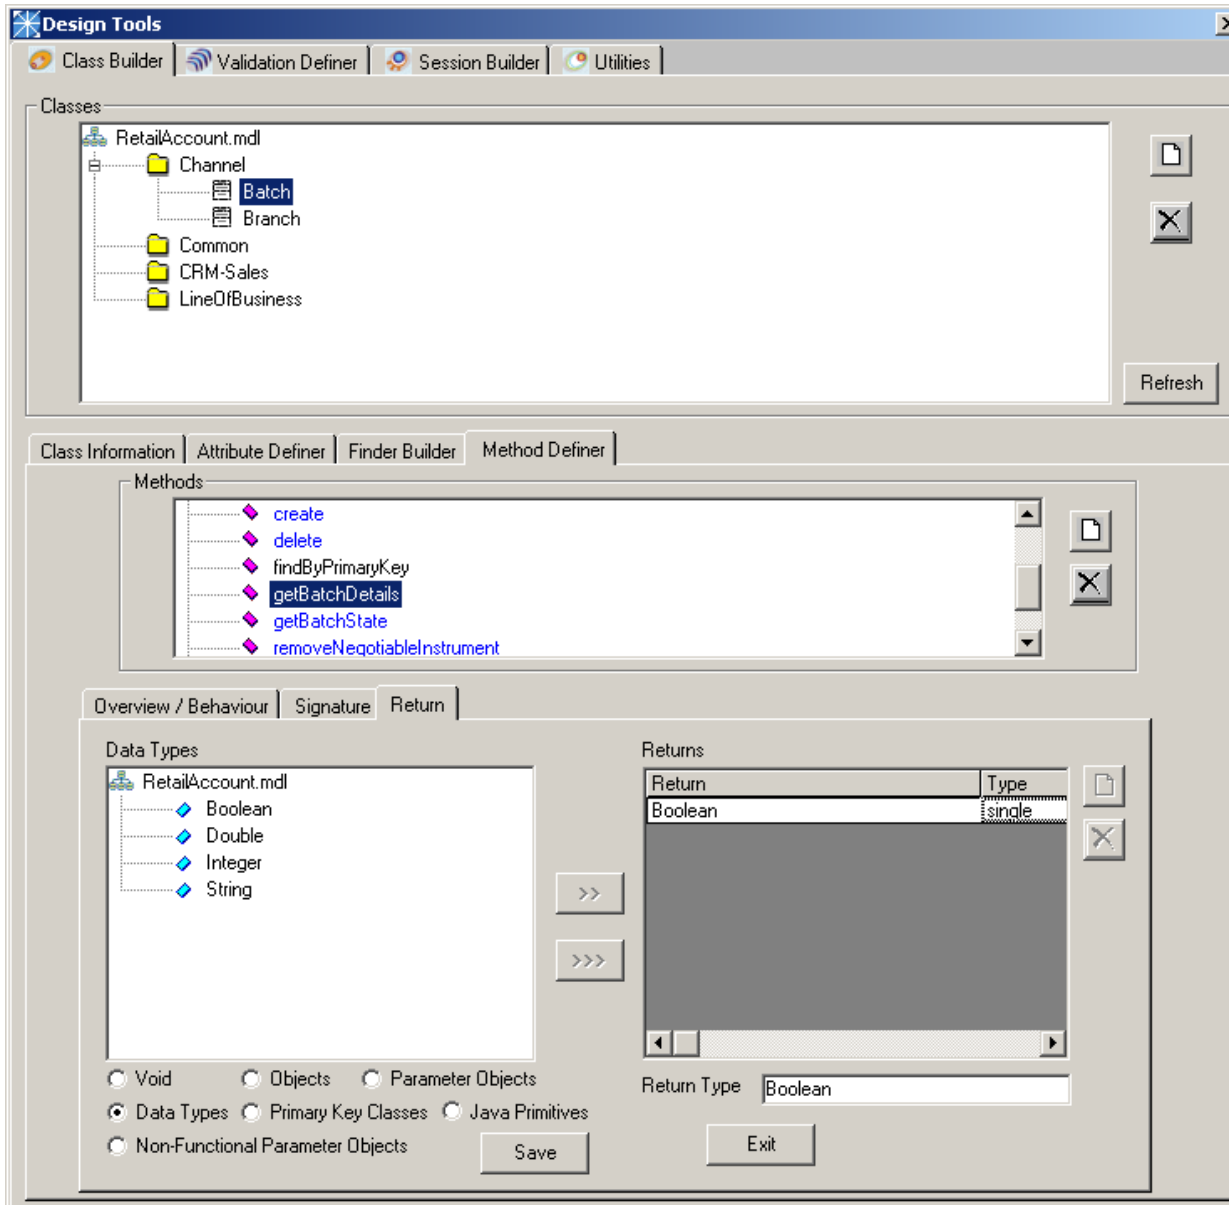 Design Tools
Class Builder Validation Definer Session Builder Utilities
Classes
RetailAccount.mdl
Channel
Batch
Branch
Common
CRM-Sales
LineOfBusiness
Refresh
Class Information Attribute Definer Finder Builder Method Definer
Methods
create
delete
findByPrimaryKey
getBatchDetails
getBatchState
removeNegotiableInstrument
Overview / Behaviour Signature Return
Data Types Returns
RetailAccount.mdl Return Type
Boolean Boolean single
Double
Integer
String
>>
>>>
Void Objects Parameter Objects
Return Type Boolean
Data Types Primary Key Classes Java Primitives
Non-Functional Parameter Objects Save Exit